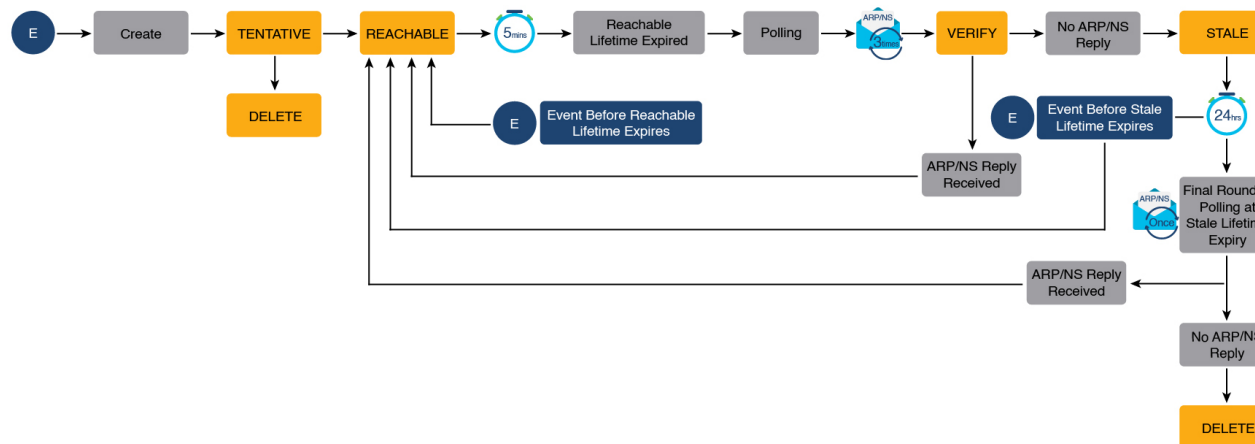 E
Create
TENTATIVE
REACHABLE
5mins
Reachable
Lifetime Expired
Polling
ARP/NS
3times
VERIFY
No ARP/NS
Reply
STALE
DELETE
E
Event Before Reachable
Lifetime Expires
E
Event Before Stale
Lifetime Expires
24hrs
ARP/NS Reply
Received
ARP/NS
Once
Final Round
Polling at
Stale Lifetim
Expiry
ARP/NS Reply
Received
No ARP/NS
Reply
DELETE